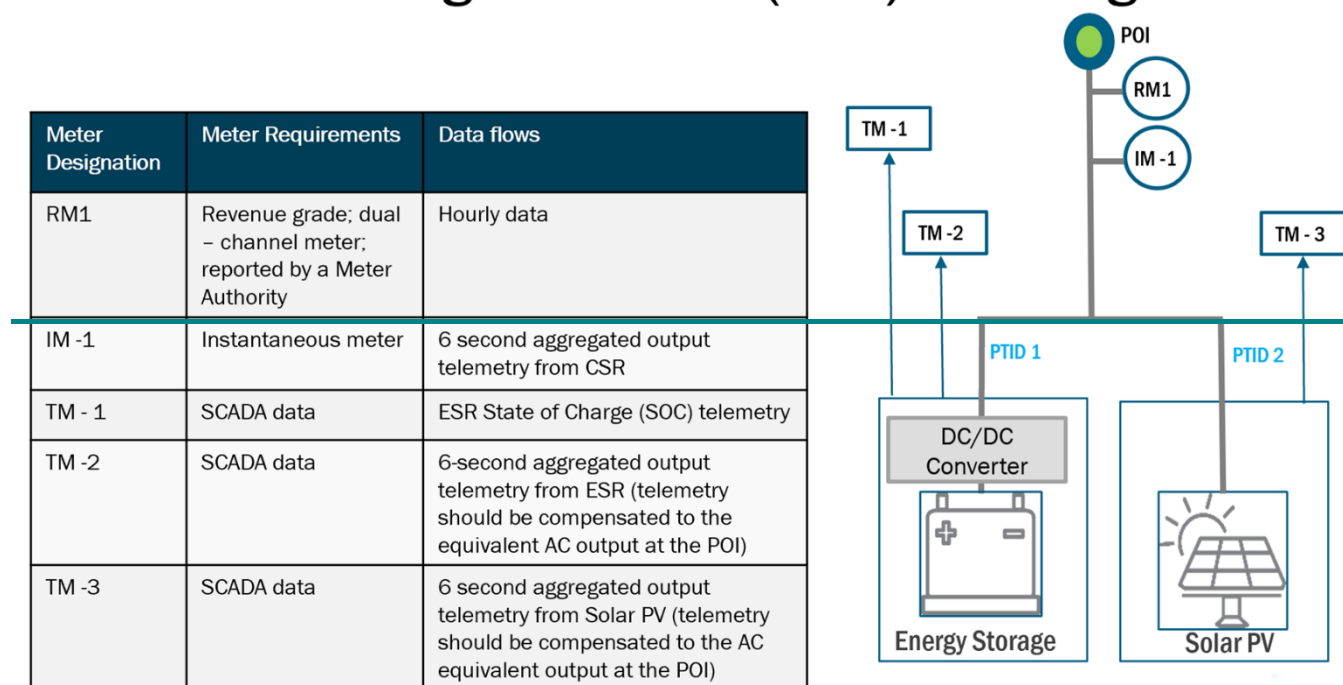 POI
RM1
IM -1
TM -1
TM -2
TM - 3
PTID 1
PTID 2
DC/DC
Converter
Energy Storage
Solar PV
Meter
Designation
Meter Requirements
Data flows
RM1
Revenue grade; dual
– channel meter;
reported by a Meter
Authority
Hourly data
IM -1
Instantaneous meter
6 second aggregated output
telemetry from CSR
TM - 1
SCADA data
ESR State of Charge (SOC) telemetry
TM -2
SCADA data
6-second aggregated output
telemetry from ESR (telemetry
should be compensated to the
equivalent AC output at the POI)
TM -3
SCADA data
6 second aggregated output
telemetry from Solar PV (telemetry
should be compensated to the AC
equivalent output at the POI)